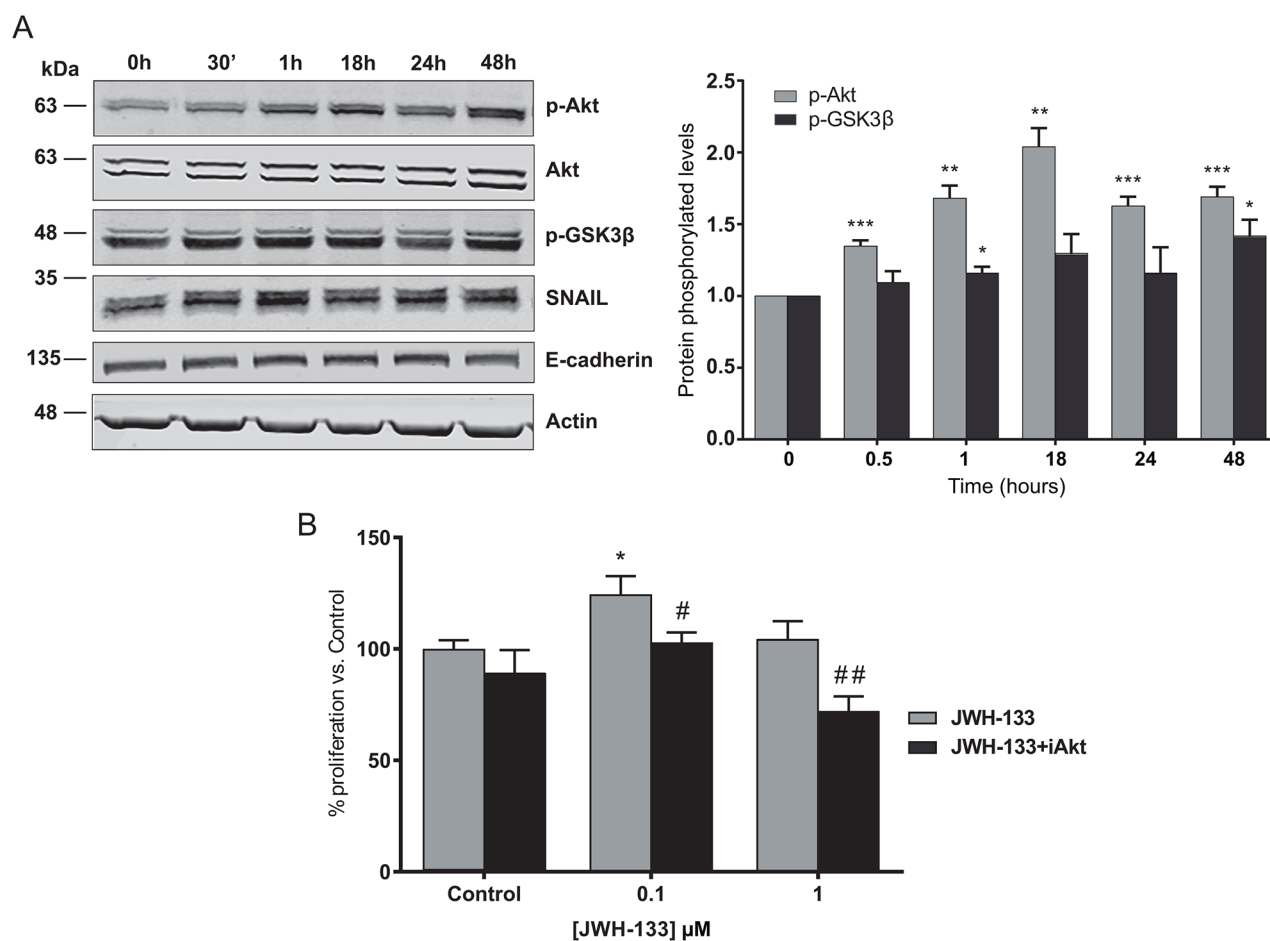 A
kDa
0h 30’ 1h 18h 24h 48h
63 p-Akt
63 Akt
48 p-GSK3β
35 SNAIL
135 E-cadherin
48 Actin
2.5
2.0
1.5
1.0
0.5
0.0
Protein phosphorylated levels
p-Akt
p-GSK3β
***
**
*
**
***
***
*
0 0.5 1 18 24 48
Time (hours)
B
150
100
50
0
% proliferation vs. Control
*
#
##
JWH-133
JWH-133+iAkt
Control 0.1 1
[JWH-133] µM